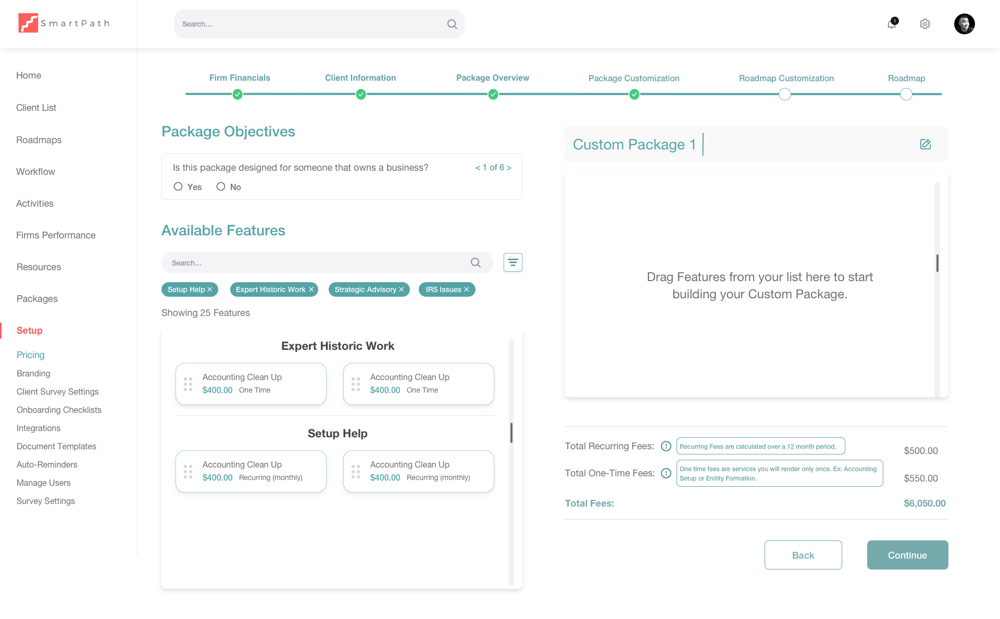 SmartPath
Search...
1
Home
Client List
Roadmaps
Workflow
Activities
Firms Performance
Resources
Packages
Setup
Pricing
Branding
Client Survey Settings
Onboarding Checklists
Integrations
Document Templates
Auto-Reminders
Manage Users
Survey Settings
Firm Financials
Client Information
Package Overview
Package Customization
Roadmap Customization
Roadmap
Package Objectives
Is this package designed for someone that owns a business?
< 1 of 6 >
Yes
No
Available Features
Search...
Setup Help ×
Expert Historic Work ×
Strategic Advisory ×
IRS Issues ×
Showing 25 Features
Expert Historic Work
Accounting Clean Up
$400.00 One Time
Accounting Clean Up
$400.00 One Time
Setup Help
Accounting Clean Up
$400.00 Recurring (monthly)
Accounting Clean Up
$400.00 Recurring (monthly)
Custom Package 1
Drag Features from your list here to start
building your Custom Package.
Total Recurring Fees:
Recurring Fees are calculated over a 12 month period.
$500.00
Total One-Time Fees:
One time fees are services you will render only once. Ex: Accounting
Setup or Enitity Formation.
$550.00
Total Fees:
$6,050.00
Back
Continue